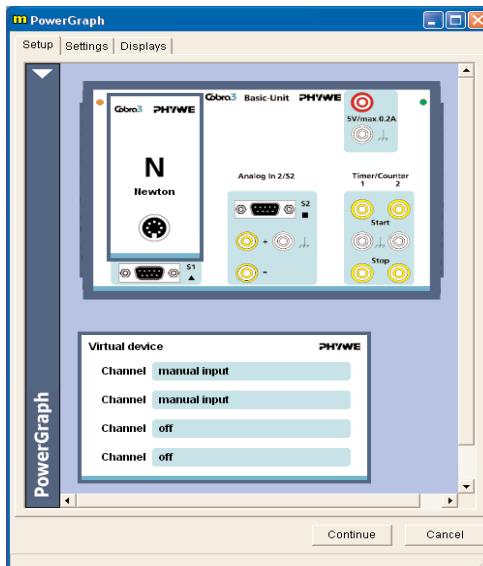 m PowerGraph
Setup Settings Displays
Cobra3 PHYWE
N
Newton
S1
Cobra3 Basic-Unit PHYWE
5V/max.0.2A
Analog In 2/S2
S2
+
-
Timer/Counter
1 2
Start
Stop
PowerGraph
Virtual device PHYWE
Channel manual input
Channel manual input
Channel off
Channel off
Continue Cancel